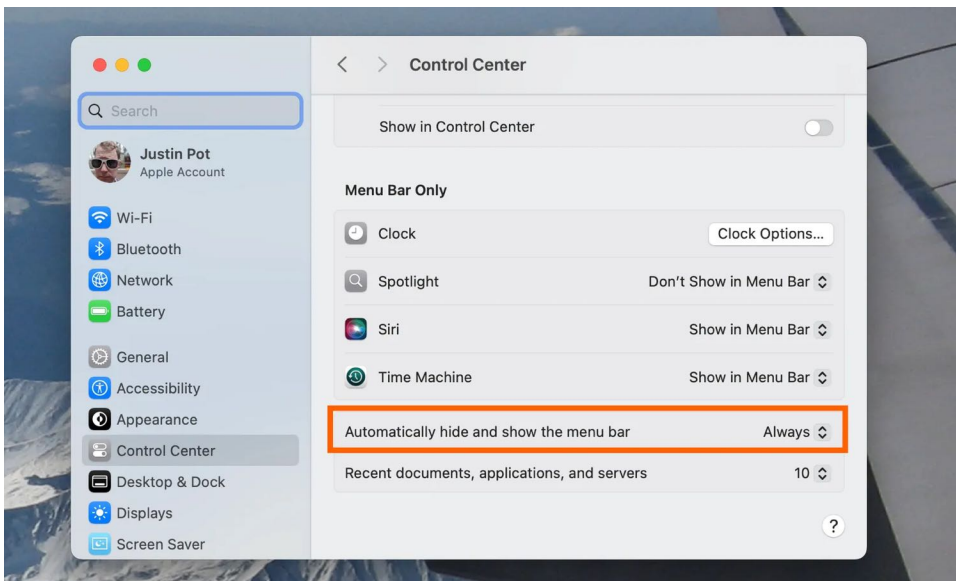 Control Center
Search
Justin Pot
Apple Account
Wi-Fi
Bluetooth
Network
Battery
General
Accessibility
Appearance
Control Center
Desktop & Dock
Displays
Screen Saver
Show in Control Center
Menu Bar Only
Clock Clock Options...
Spotlight Don't Show in Menu Bar
Siri Show in Menu Bar
Time Machine Show in Menu Bar
Automatically hide and show the menu bar Always
Recent documents, applications, and servers 10
?